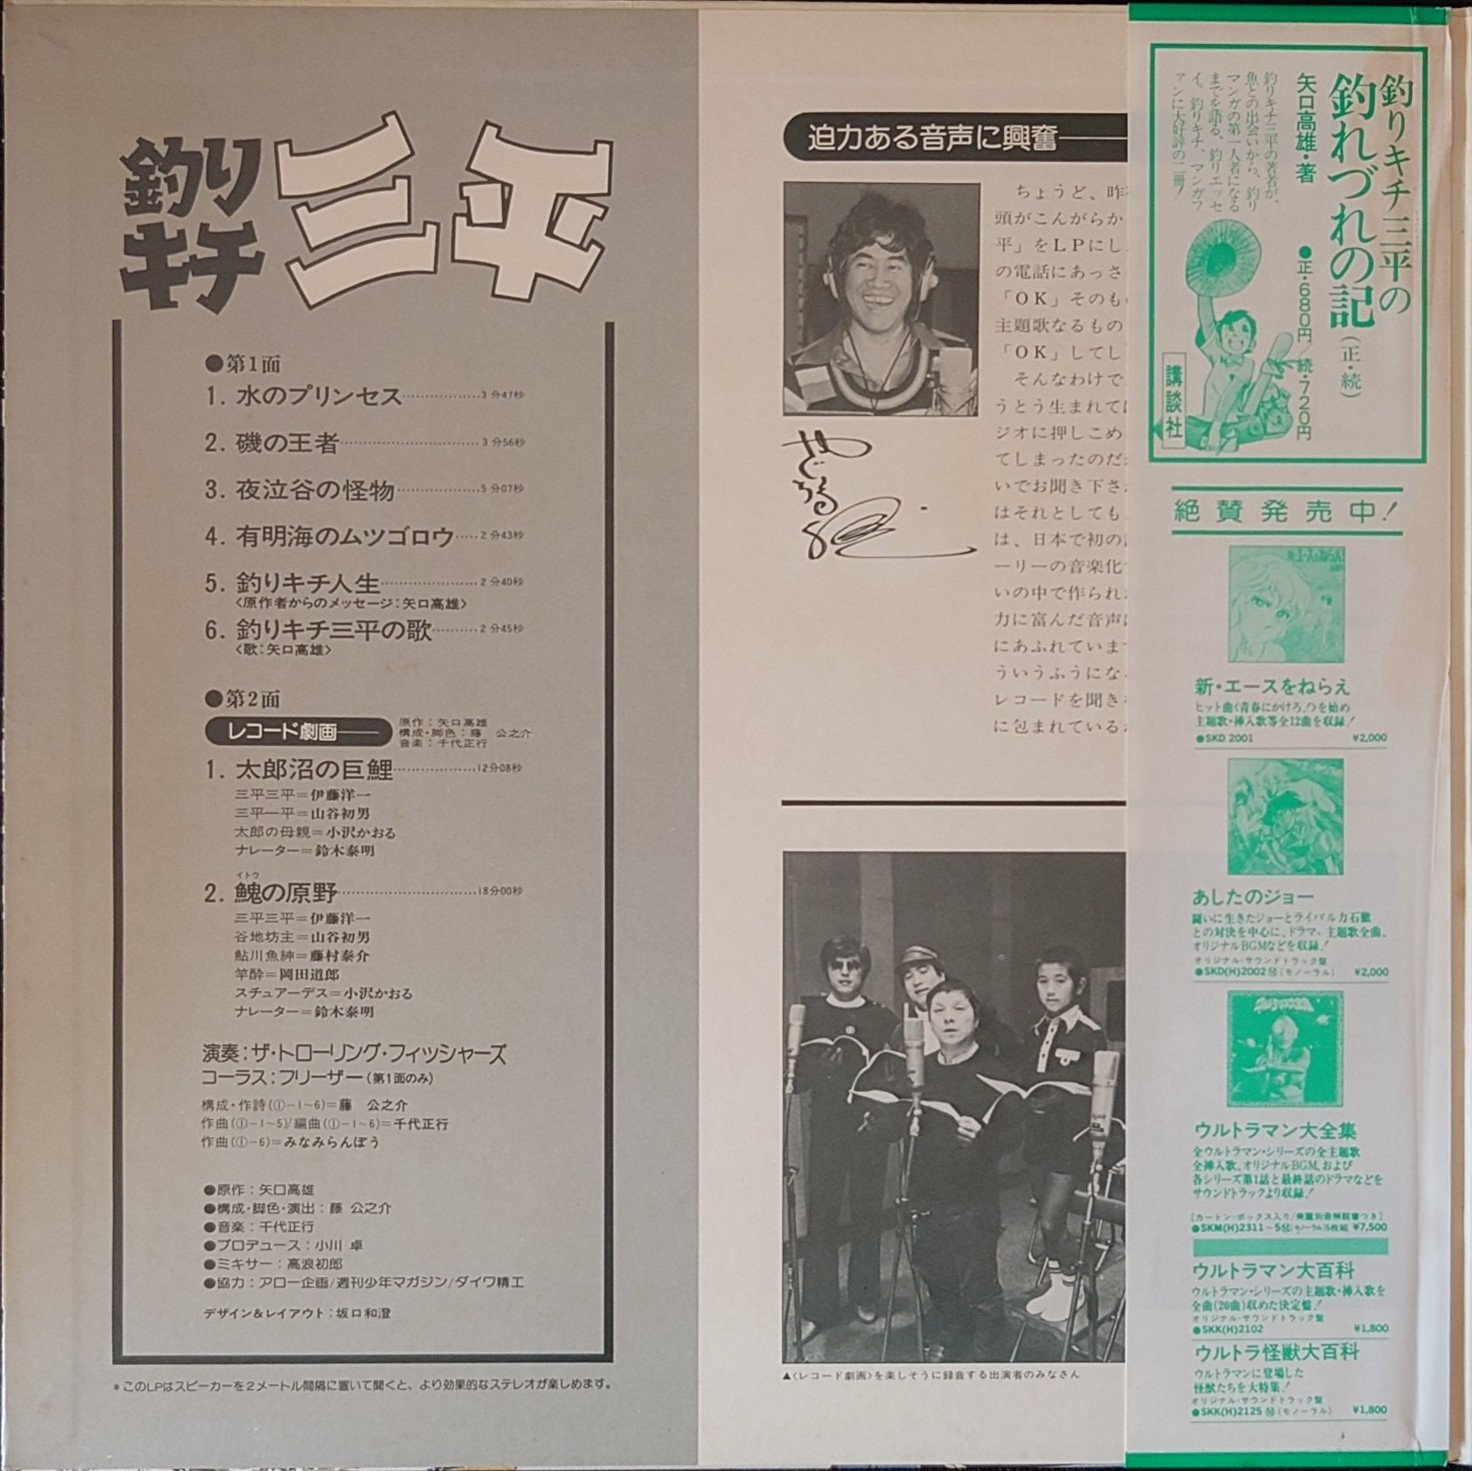 釣りキチ三平
●第1面
1. 水のプリンセス………………3分47秒
2. 磯の王者……………………………3分56秒
3. 夜泣谷の怪物………………5分07秒
4. 有明海のムツゴロウ……2分43秒
5. 釣りキチ人生…………………2分40秒
〈原作者からのメッセージ:矢口高雄〉
6. 釣りキチ三平の歌…………2分45秒
〈歌:矢口高雄〉
●第2面
レコード劇画――
原作:矢口高雄
構成・脚色:藤 公之介
音楽:千代正行
1. 太郎沼の巨鯉………………12分08秒
三平三平=伊藤洋一
三平一平=山谷初男
太郎の母親=小沢かおる
ナレーター=鈴木泰明
イトウ
2. 鮠の原野…………………………18分00秒
三平三平=伊藤洋一
谷地坊主=山谷初男
鮎川魚紳=藤村泰介
竿酔=岡田道郎
スチュアーデス=小沢かおる
ナレーター=鈴木泰明
演奏:ザ・トローリング・フィッシャーズ
コーラス:フリーザー(第1面のみ)
構成・作詩(①-1~6)=藤 公之介
作曲(①-1~5)/編曲(①-1~6)=千代正行
作曲(①-6)=みなみらんぼう
●原作:矢口高雄
●構成・脚色・演出:藤 公之介
●音楽:千代正行
●プロデュース:小川 卓
●ミキサー:高浪初郎
●協力:アロー企画/週刊少年マガジン/ダイワ精工
デザイン&レイアウト:坂口和澄
*このLPはスピーカーを2メートル間隔に置いて聞くと、より効果的なステレオが楽しめます。
迫力ある音声に興奮――
ちょうど、昨
頭がこんがらか
平」をLPにし
の電話にあっさ
「OK」そのも
主題歌なるもの
「OK」してし
そんなわけで
うとう生まれて
ジオに押しこめ
てしまったのだ
いでお聞き下さ
はそれとしても
は、日本で初の
ーリーの音楽化
いの中で作られ
力に富んだ音声
にあふれていま
ういうふうにな
レコードを聞き
に包まれている
▲〈レコード劇画〉を楽しそうに録音する出演者のみなさん
釣りキチ三平の
釣れづれの記(正・続)
矢口高雄・著
●正・680円/続・720円
釣りキチ三平の著者が、
魚との出会いから、釣り
マンガの第一人者になる
までを語る、釣りエッセ
イ。釣りキチ、マンガフ
ァンに大好評の二冊!
講談社
絶賛発売中!
新・エースをねらえ
ヒット曲〈青春にかけろ!〉を始め
主題歌・挿入歌等全12曲を収録!
●SKD 2001 ¥2,000
あしたのジョー
闘いに生きたジョーとライバル力石徹
との対決を中心に、ドラマ、主題歌全曲、
オリジナルBGMなどを収録!
オリジナル・サウンドトラック盤
●SKD(H)2002 Ⓜ(モノーラル) ¥2,000
ウルトラマン大全集
全ウルトラマン・シリーズの全主題歌
全挿入歌、オリジナルBGM、および
各シリーズ第1話と最終話のドラマなどを
サウンドトラックより収録!
●SKM(H)2311~5 ¥7,500
ウルトラマン大百科
ウルトラマン・シリーズの主題歌・挿入歌を
全曲(20曲)収めた決定盤!
オリジナル・サウンドトラック盤
●SKK(H)2102 ¥1,800
ウルトラ怪獣大百科
ウルトラマンに登場した
怪獣たちを大特集!
オリジナル・サウンドトラック盤
●SKK(H)2125 Ⓜ(モノーラル) ¥1,800